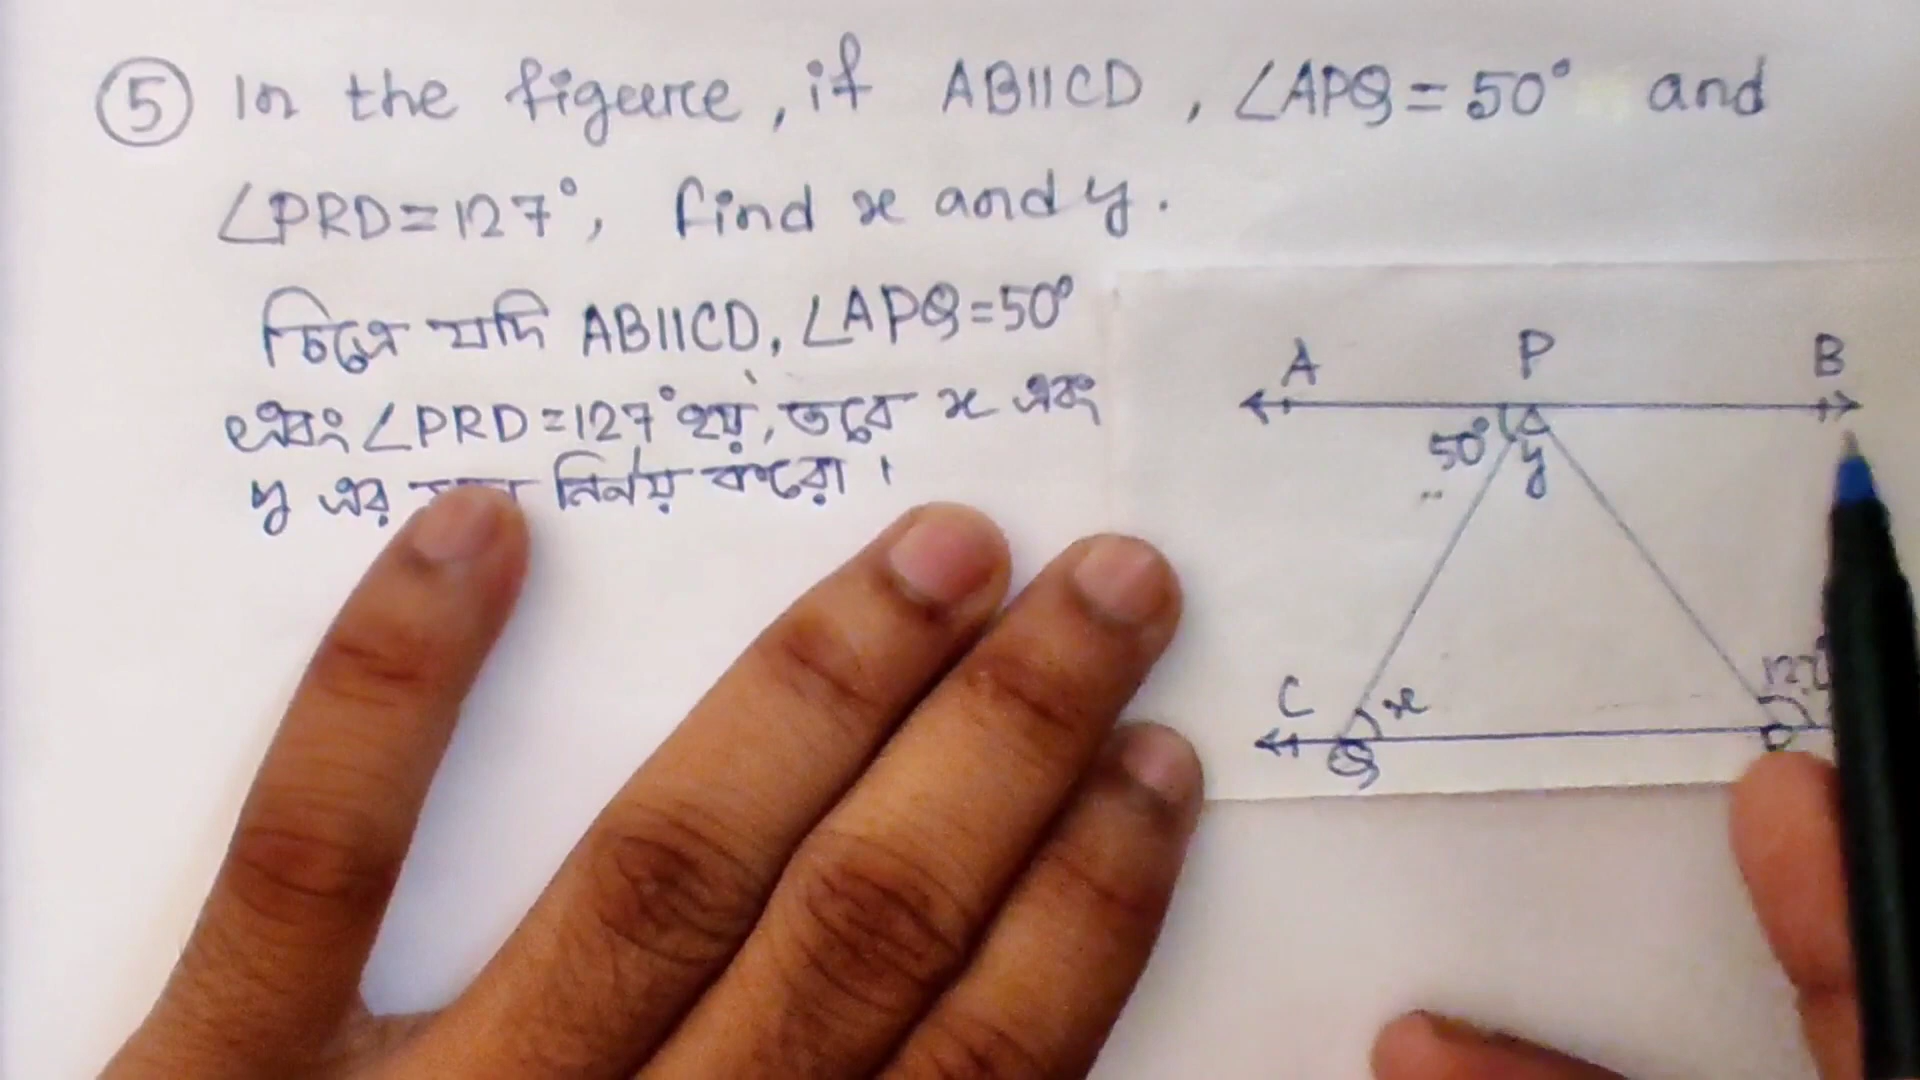 ⑤ In the figure, if AB||CD, ∠APQ = 50° and
∠PRD = 127°, find x and y.
চিত্রে যদি AB||CD, ∠APQ = 50°
এবং ∠PRD = 127° হয়, তবে x এবং
y এর নির্ণয় করো।
A P B
50° y
127°
C x
Q